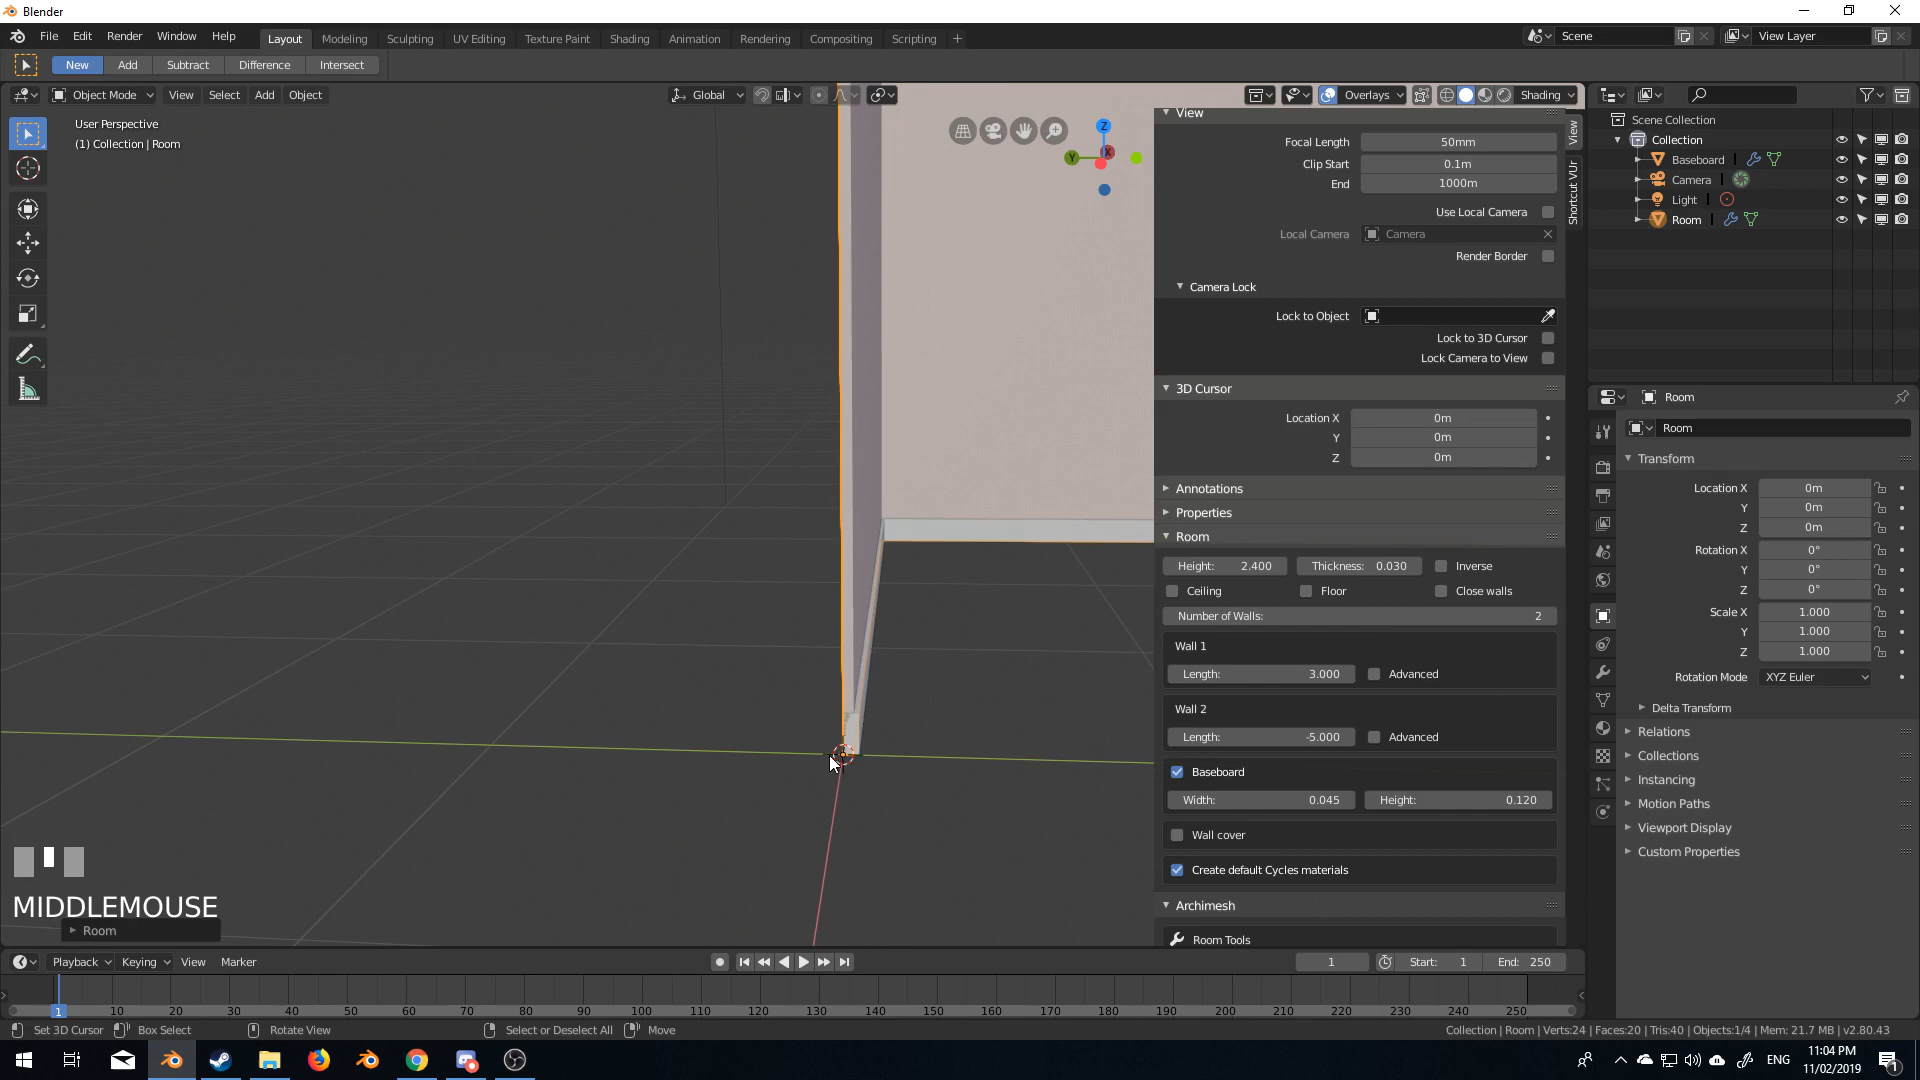 Blender
File Edit Render Window Help Layout Modeling Sculpting UV Editing Texture Paint Shading Animation Rendering Compositing Scripting + Scene View Layer
New Add Subtract Difference Intersect
Object Mode View Select Add Object Global Overlays Shading
User Perspective
(1) Collection | Room
Z
Y
X
View
Focal Length 50mm
Clip Start 0.1m
End 1000m
Use Local Camera
Local Camera Camera
Render Border
Camera Lock
Lock to Object
Lock to 3D Cursor
Lock Camera to View
3D Cursor
Location X 0m
Y 0m
Z 0m
Annotations
Properties
Room
Height: 2.400 Thickness: 0.030 Inverse
Ceiling Floor Close walls
Number of Walls: 2
Wall 1
Length: 3.000 Advanced
Wall 2
Length: -5.000 Advanced
Baseboard
Width: 0.045 Height: 0.120
Wall cover
Create default Cycles materials
Archimesh
Room Tools
View
Shortcut VUr
Scene Collection
Collection
Baseboard
Camera
Light
Room
Room
Room
Transform
Location X 0m
Y 0m
Z 0m
Rotation X 0°
Y 0°
Z 0°
Scale X 1.000
Y 1.000
Z 1.000
Rotation Mode XYZ Euler
Delta Transform
Relations
Collections
Instancing
Motion Paths
Viewport Display
Custom Properties
MIDDLEMOUSE
Room
Playback Keying View Marker 1 Start: 1 End: 250
1 10 20 30 40 50 60 70 80 90 100 110 120 130 140 150 160 170 180 190 200 210 220 230 240 250
Set 3D Cursor Box Select Rotate View Select or Deselect All Move Collection | Room | Verts:24 | Faces:20 | Tris:40 | Objects:1/4 | Mem: 21.7 MB | v2.80.43
ENG 11:04 PM
11/02/2019
1